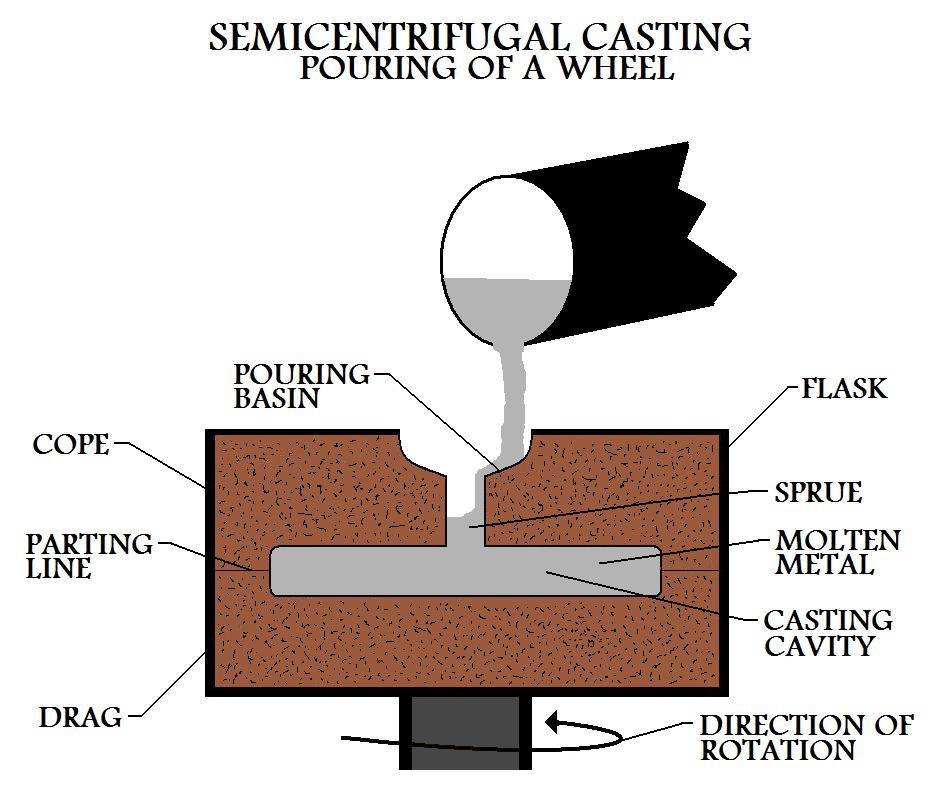 SEMICENTRIFUGAL CASTING
POURING OF A WHEEL
POURING
BASIN
FLASK
COPE
SPRUE
PARTING
LINE
MOLTEN
METAL
CASTING
CAVITY
DRAG
DIRECTION OF
ROTATION